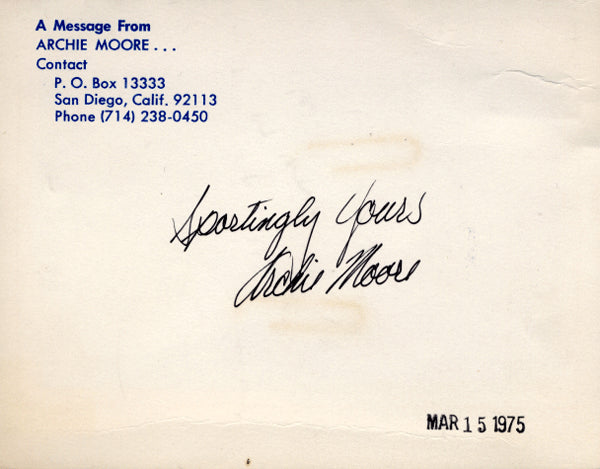 A Message From
ARCHIE MOORE...
Contact
P. O. Box 13333
San Diego, Calif. 92113
Phone (714) 238-0450
Sportingly Yours
Archie Moore
MAR 15 1975